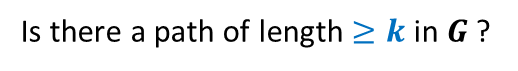 Is there a path of length ≥ k in G ?